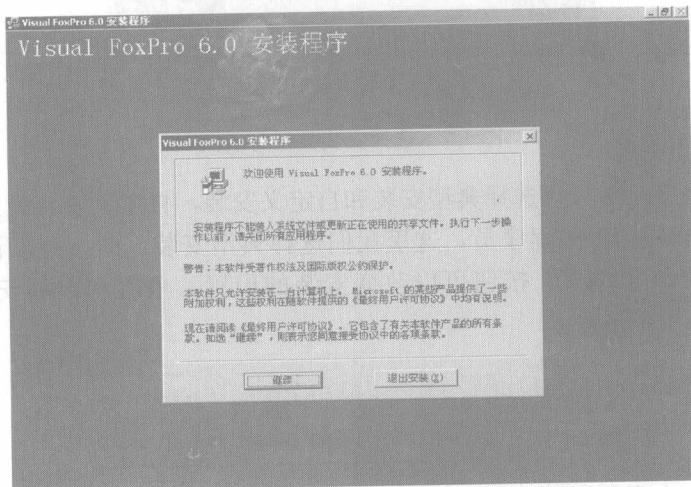 Visual FoxPro 6.0 安装程序
Visual FoxPro 6.0 安装程序
Visual FoxPro 6.0 安装程序
欢迎使用 Visual FoxPro 6.0 安装程序。
安装程序不能装入系统文件或更新正在使用的共享文件。执行下一步操
作以前，请关闭所有应用程序。
警告：本软件受著作权法及国际版权公约保护。
本软件只允许安装在一台计算机上。 Microsoft 的某些产品提供了一些
附加权利，这些权利在随软件提供的《最终用户许可协议》中均有说明。
现在请阅读《最终用户许可协议》。它包含了有关本软件产品的所有条
款。如选“继续”，则表示您同意接受协议中的各项条款。
继续
退出安装(X)